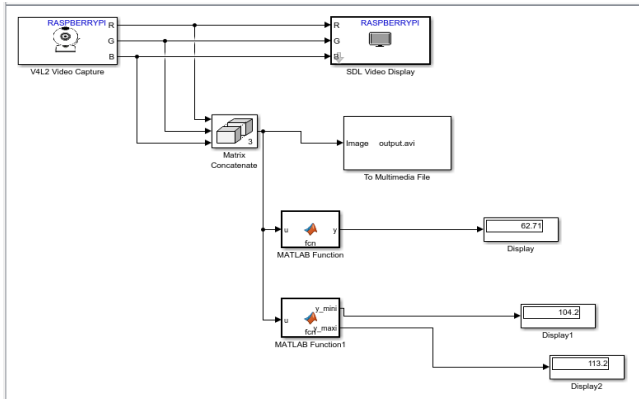 RASPBERRYPI
R
G
B
V4L2 Video Capture
RASPBERRYPI
R
G
B
SDL Video Display
3
Matrix
Concatenate
Image output.avi
To Multimedia File
u y
fcn
MATLAB Function
62.71
Display
u
y_mini
fcn
y_maxi
MATLAB Function1
104.2
Display1
113.2
Display2